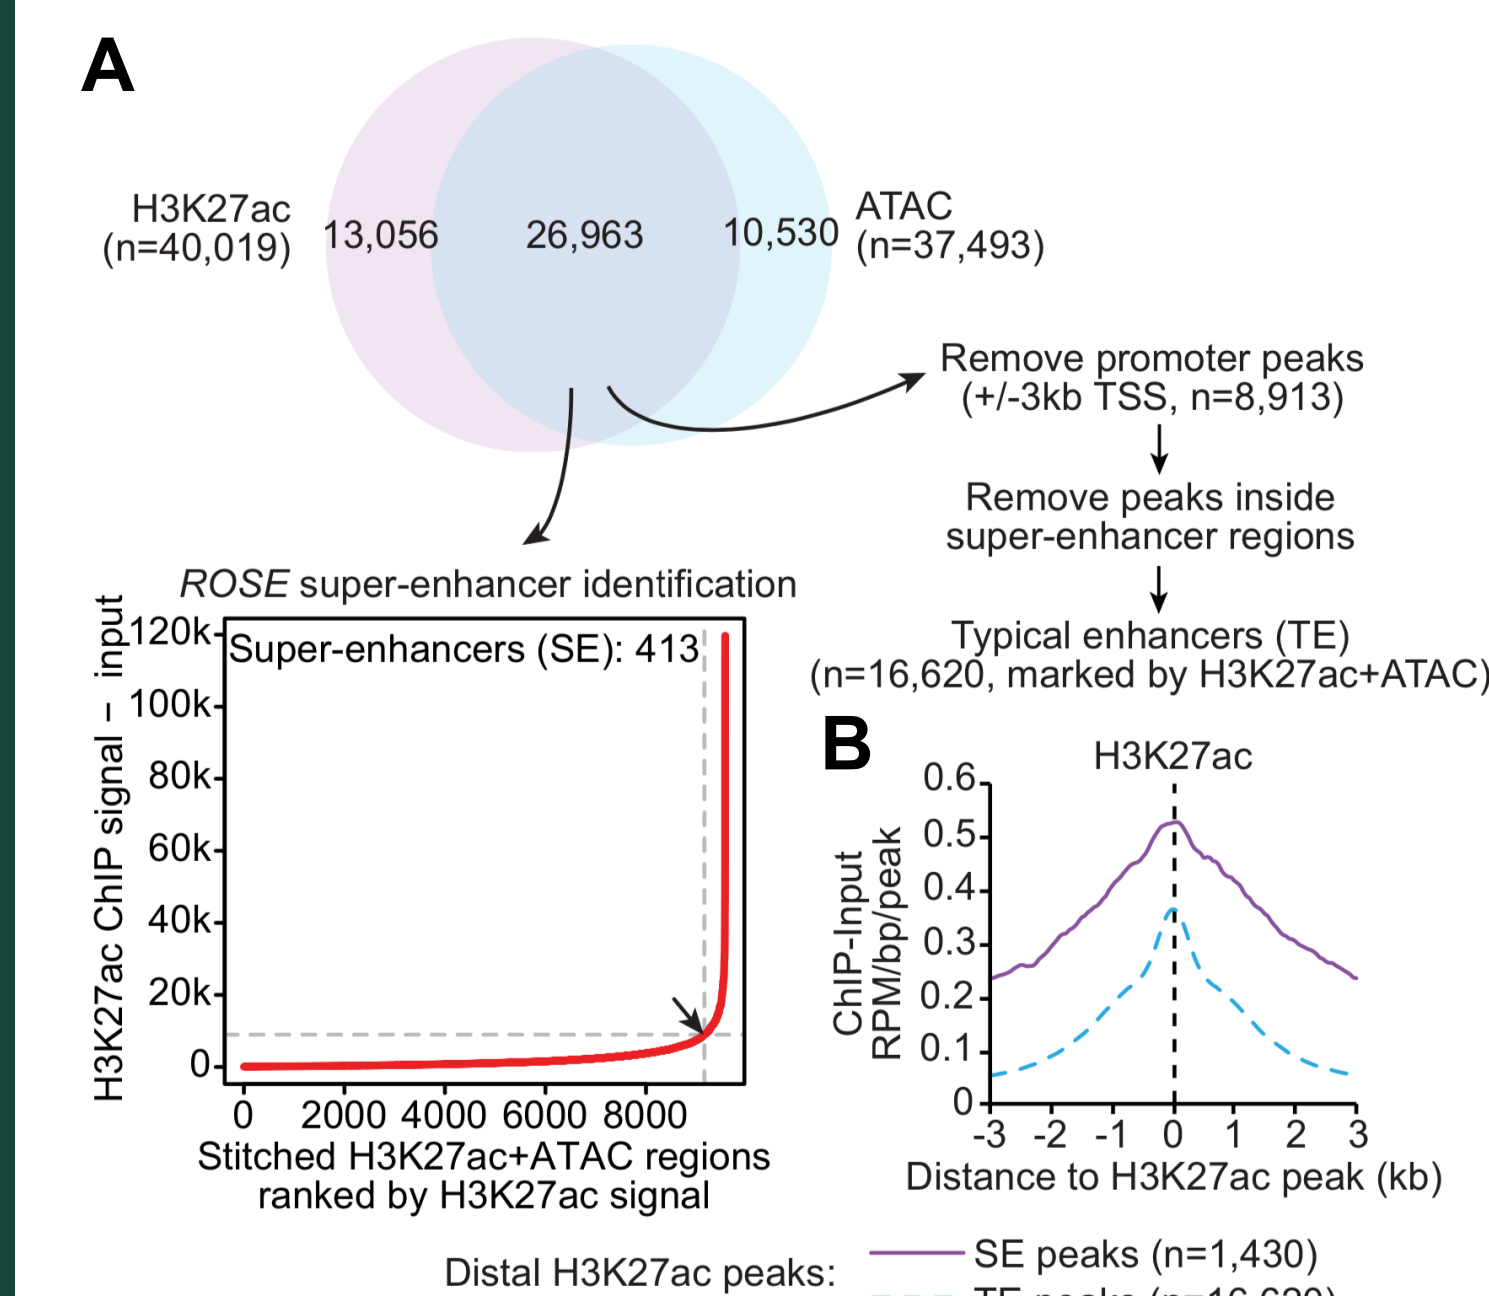 A
H3K27ac
(n=40,019)
13,056
26,963
10,530
ATAC
(n=37,493)
Remove promoter peaks
(+/-3kb TSS, n=8,913)
Remove peaks inside
super-enhancer regions
Typical enhancers (TE)
(n=16,620, marked by H3K27ac+ATAC)
ROSE super-enhancer identification
Super-enhancers (SE): 413
H3K27ac ChIP signal – input
120k
100k
80k
60k
40k
20k
0
0 2000 4000 6000 8000
Stitched H3K27ac+ATAC regions
ranked by H3K27ac signal
B
H3K27ac
ChIP-Input
RPM/bp/peak
0.6
0.5
0.4
0.3
0.2
0.1
0
-3 -2 -1 0 1 2 3
Distance to H3K27ac peak (kb)
Distal H3K27ac peaks:
SE peaks (n=1,430)
TE peaks (n=16,620)